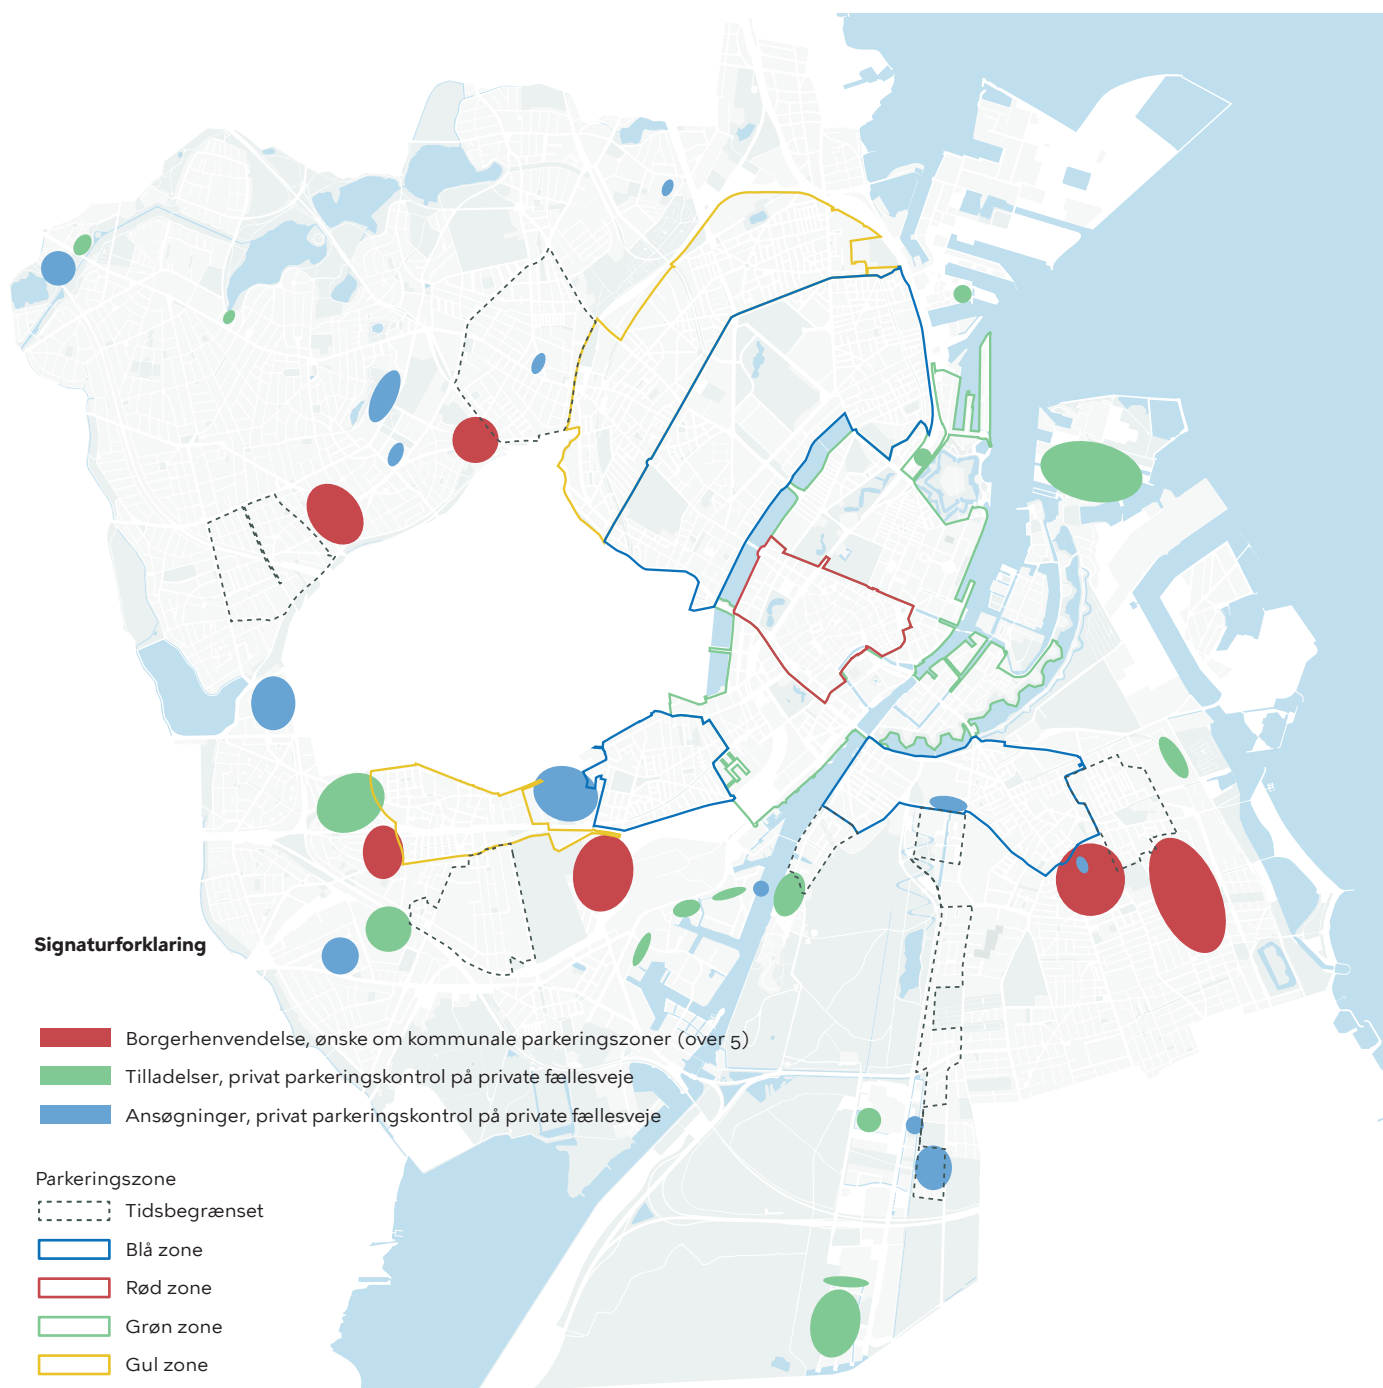 Signaturforklaring
Borgerhenvendelse, ønske om kommunale parkeringszoner (over 5)
Tilladelser, privat parkeringskontrol på private fællesveje
Ansøgninger, privat parkeringskontrol på private fællesveje
Parkeringszone
Tidsbegrænset
Blå zone
Rød zone
Grøn zone
Gul zone